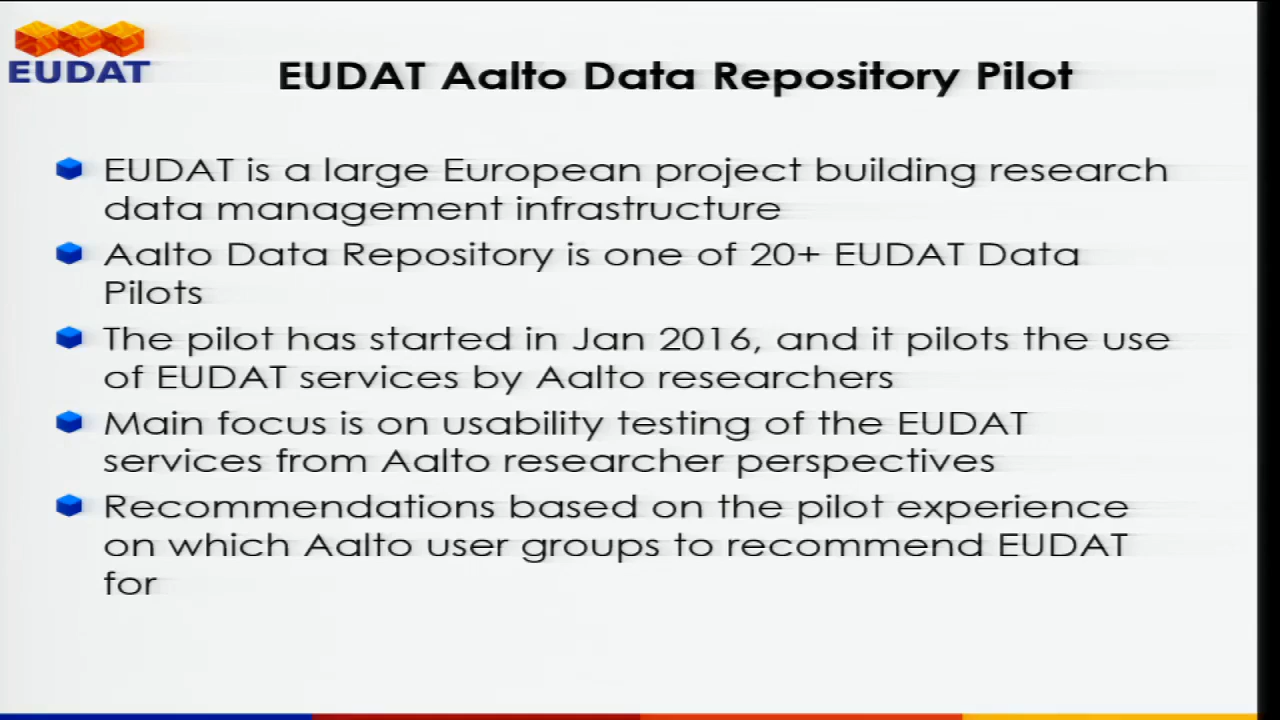 EUDAT
EUDAT Aalto Data Repository Pilot
EUDAT is a large European project building research
data management infrastructure
Aalto Data Repository is one of 20+ EUDAT Data
Pilots
The pilot has started in Jan 2016, and it pilots the use
of EUDAT services by Aalto researchers
Main focus is on usability testing of the EUDAT
services from Aalto researcher perspectives
Recommendations based on the pilot experience
on which Aalto user groups to recommend EUDAT
for